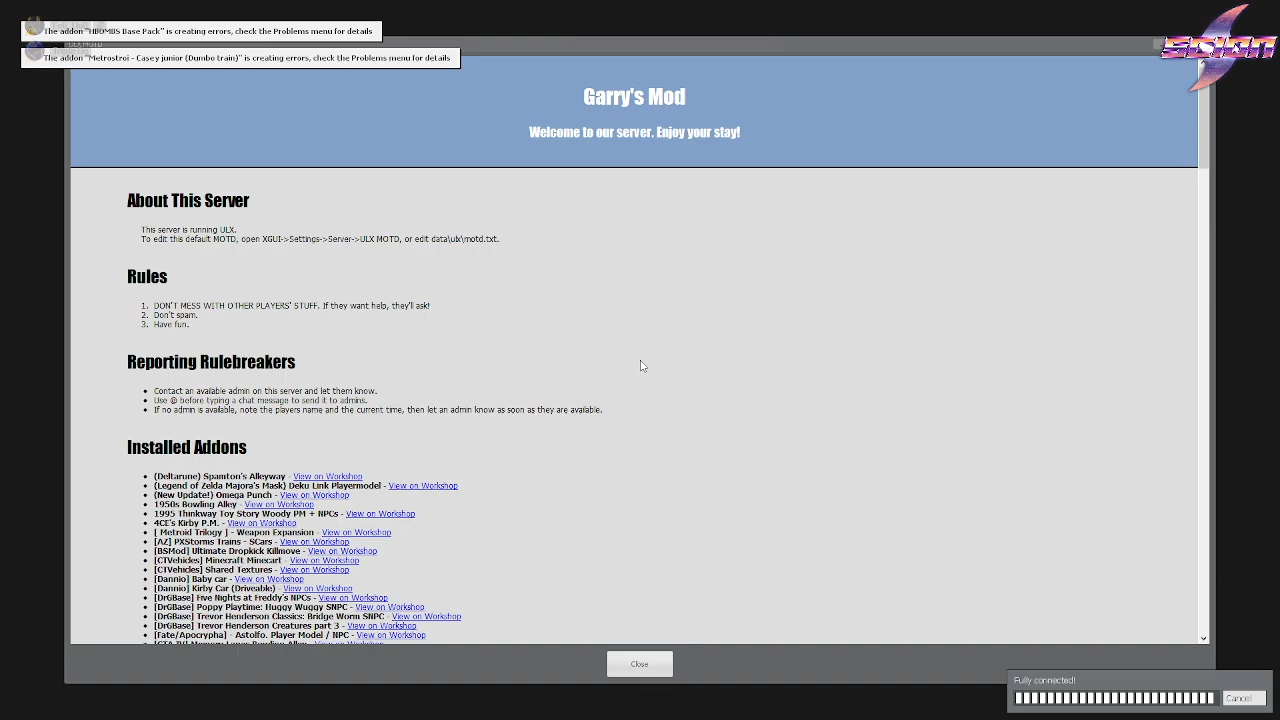 The addon "HBOMBS Base Pack" is creating errors, check the Problems menu for details
ULX MOTD
The addon "Metrostroi - Casey junior (Dumbo train)" is creating errors, check the Problems menu for details
Garry's Mod
Welcome to our server. Enjoy your stay!
About This Server
This server is running ULX.
To edit this default MOTD, open XGUI->Settings->Server->ULX MOTD, or edit data\ulx\motd.txt.
Rules
1. DON'T MESS WITH OTHER PLAYERS' STUFF. If they want help, they'll ask!
2. Don't spam.
3. Have fun.
Reporting Rulebreakers
• Contact an available admin on this server and let them know.
• Use @ before typing a chat message to send it to admins.
• If no admin is available, note the players name and the current time, then let an admin know as soon as they are available.
Installed Addons
• (Deltarune) Spamton's Alleyway - View on Workshop
• (Legend of Zelda Majora's Mask) Deku Link Playermodel - View on Workshop
• (New Update!) Omega Punch - View on Workshop
• 1950s Bowling Alley - View on Workshop
• 1995 Thinkway Toy Story Woody PM + NPCs - View on Workshop
• 4CE's Kirby P.M. - View on Workshop
• [ Metroid Trilogy ] - Weapon Expansion - View on Workshop
• [AZ] PXStorms Trains - SCars - View on Workshop
• [BSMod] Ultimate Dropkick Killmove - View on Workshop
• [CTVehicles] Minecraft Minecart - View on Workshop
• [CTVehicles] Shared Textures - View on Workshop
• [Dannio] Baby car - View on Workshop
• [Dannio] Kirby Car (Driveable) - View on Workshop
• [DrGBase] Five Nights at Freddy's NPCs - View on Workshop
• [DrGBase] Poppy Playtime: Huggy Wuggy SNPC - View on Workshop
• [DrGBase] Trevor Henderson Classics: Bridge Worm SNPC - View on Workshop
• [DrGBase] Trevor Henderson Creatures part 3 - View on Workshop
• [Fate/Apocrypha] - Astolfo. Player Model / NPC - View on Workshop
Close
Fully connected!
Cancel